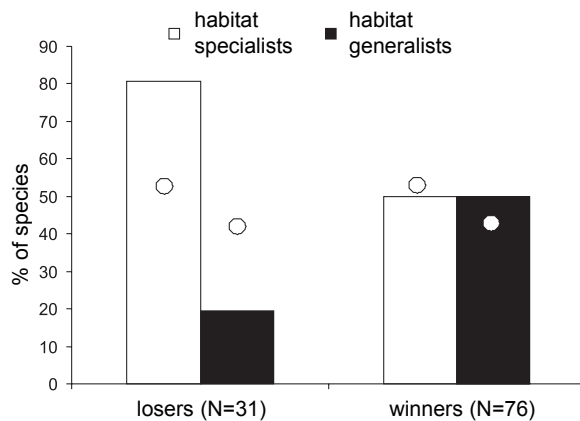 habitat specialists
habitat generalists
% of species
90
80
70
60
50
40
30
20
10
0
losers (N=31)
winners (N=76)